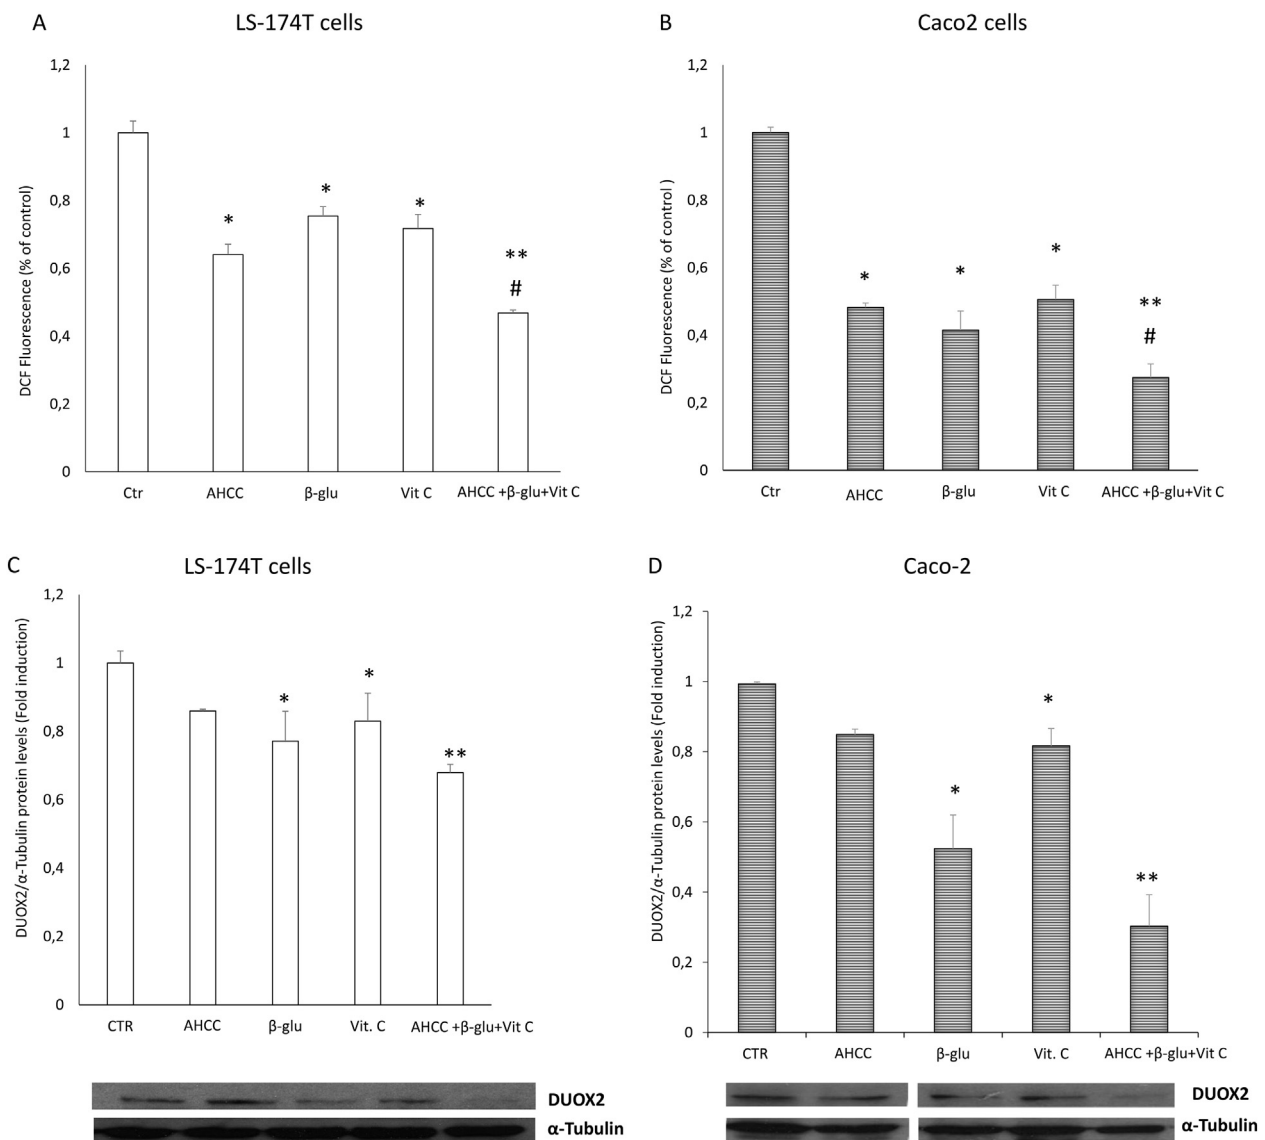 A
LS-174T cells
DCF Fluorescence (% of control)
1,2
1
0,8
0,6
0,4
0,2
0
*
*
*
**
#
Ctr
AHCC
β-glu
Vit C
AHCC +β-glu+Vit C
B
Caco2 cells
DCF Fluorescence (% of control )
1,2
1
0,8
0,6
0,4
0,2
0
*
*
*
**
#
Ctr
AHCC
β-glu
Vit C
AHCC +β-glu+Vit C
C
LS-174T cells
DUOX2/α-Tubulin protein levels (Fold induction)
1,2
1
0,8
0,6
0,4
0,2
0
*
*
**
CTR
AHCC
β-glu
Vit. C
AHCC +β-glu+Vit C
DUOX2
α-Tubulin
D
Caco-2
DUOX2/α-Tubulin protein levels (Fold induction)
1,2
1
0,8
0,6
0,4
0,2
0
*
*
**
CTR
AHCC
β-glu
Vit. C
AHCC +β-glu+Vit C
DUOX2
α-Tubulin